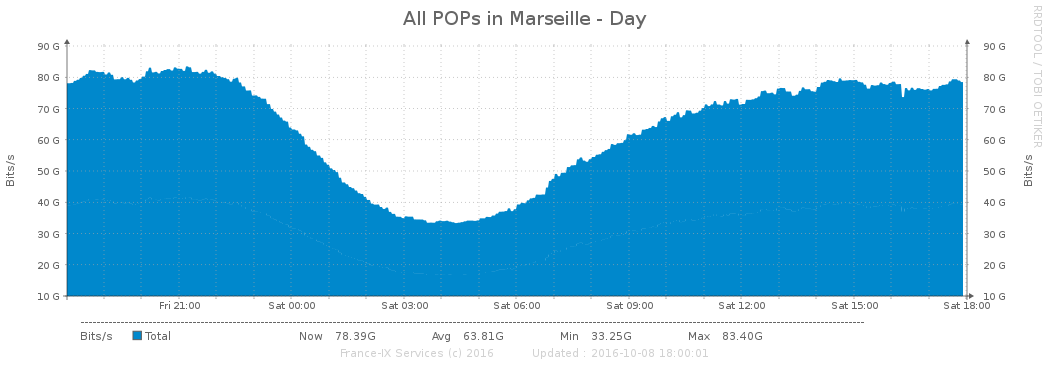 All POPs in Marseille - Day
RRDTOOL / TOBI OETIKER
90 G 90 G
80 G 80 G
70 G 70 G
60 G 60 G
50 G 50 G
40 G 40 G
30 G 30 G
20 G 20 G
10 G 10 G
Bits/s
Bits/s
Fri 21:00 Sat 00:00 Sat 03:00 Sat 06:00 Sat 09:00 Sat 12:00 Sat 15:00 Sat 18:00
Bits/s Total Now 78.39G Avg 63.81G Min 33.25G Max 83.40G
France-IX Services (c) 2016 Updated : 2016-10-08 18:00:01